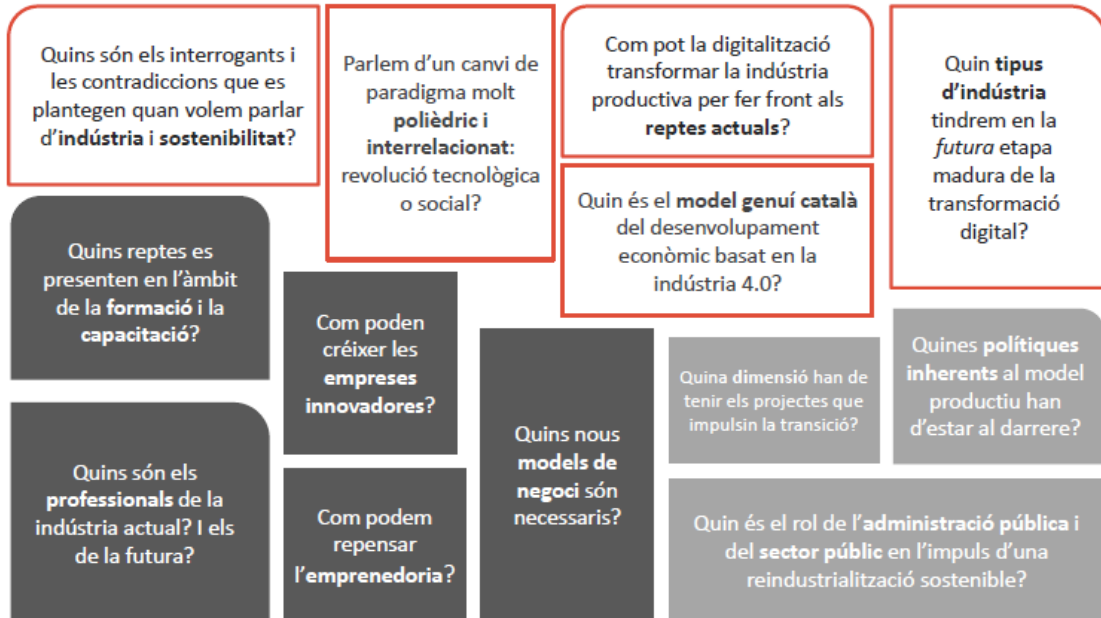 Quins són els interrogants i
les contradiccions que es
plantegen quan volem parlar
d'indústria i sostenibilitat?
Parlem d'un canvi de
paradigma molt
polièdric i
interrelacionat:
revolució tecnològica
o social?
Com pot la digitalització
transformar la indústria
productiva per fer front als
reptes actuals?
Quin tipus
d'indústria
tindrem en la
futura etapa
madura de la
transformació
digital?
Quin és el model genuí català
del desenvolupament
econòmic basat en la
indústria 4.0?
Quins reptes es
presenten en l'àmbit
de la formació i la
capacitació?
Com poden
créixer les
empreses
innovadores?
Quins nous
models de
negoci són
necessaris?
Quina dimensió han de
tenir els projectes que
impulsin la transició?
Quines polítiques
inherents al model
productiu han
d'estar al darrere?
Quins són els
professionals de la
indústria actual? I els
de la futura?
Com podem
repensar
l'emprenedoria?
Quin és el rol de l'administració pública i
del sector públic en l'impuls d'una
reindustrialització sostenible?